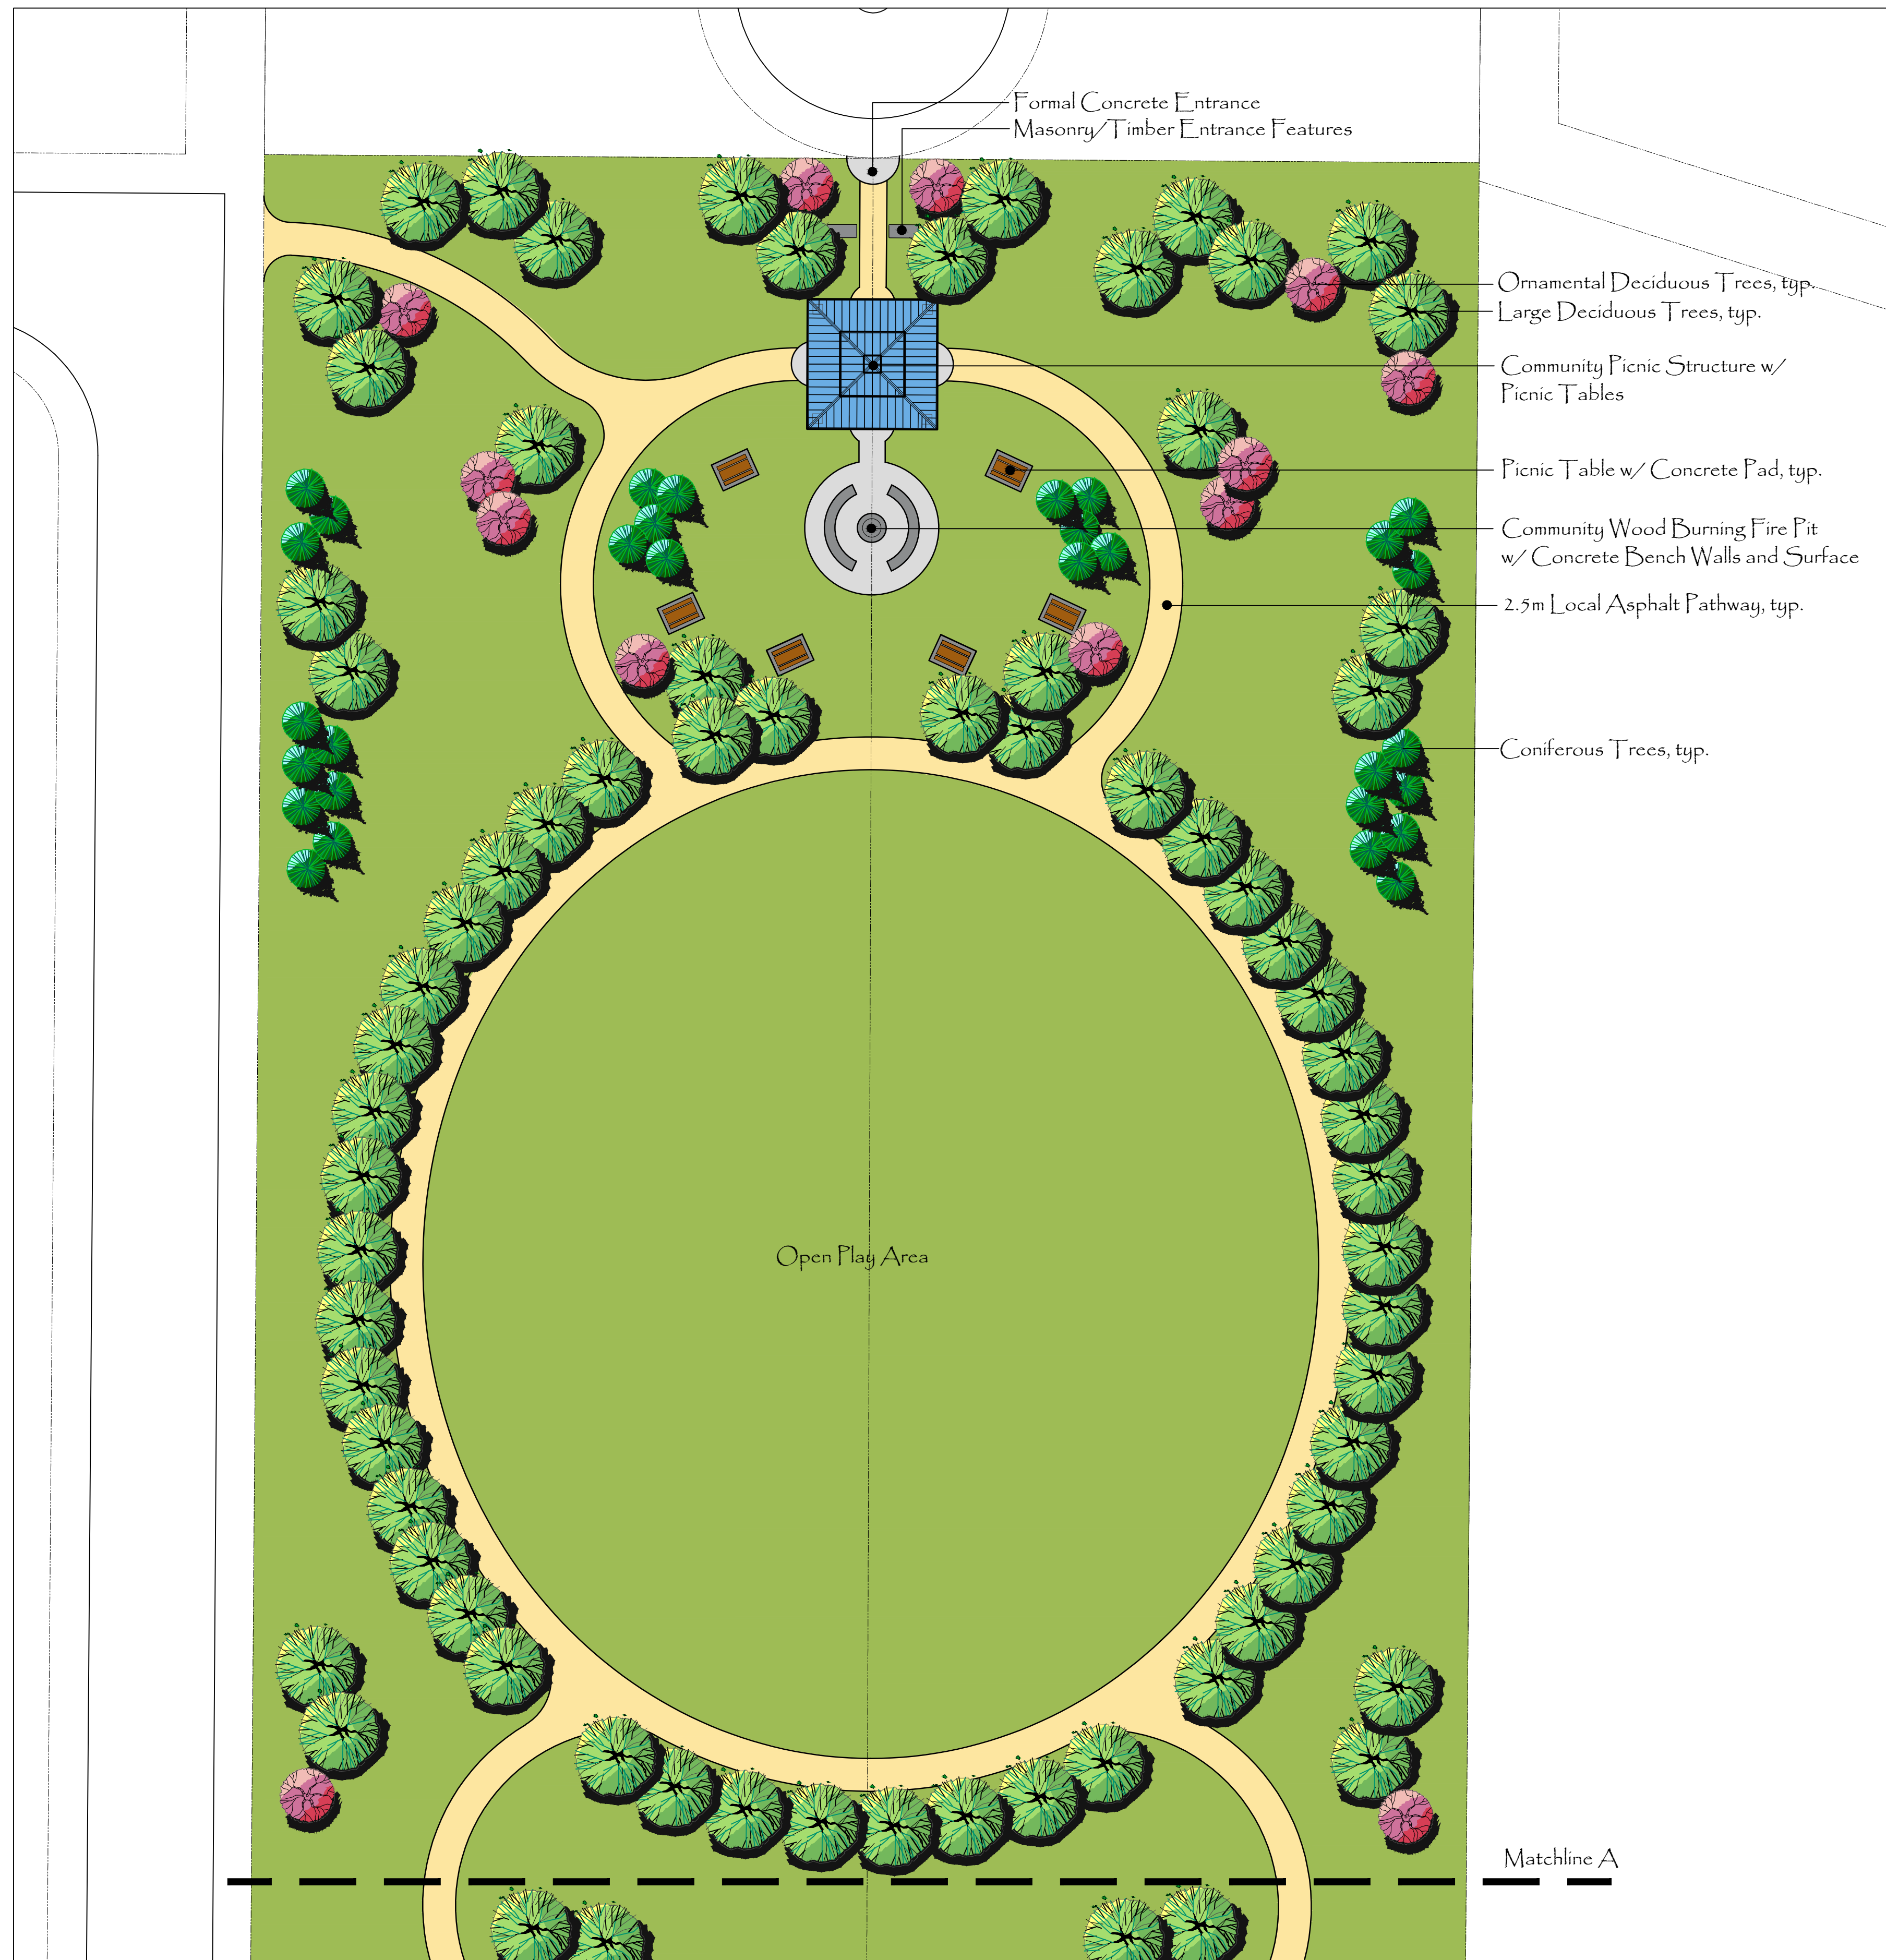 Formal Concrete Entrance
Masonry/Timber Entrance Features
Ornamental Deciduous Trees, typ.
Large Deciduous Trees, typ.
Community Picnic Structure w/
Picnic Tables
Picnic Table w/ Concrete Pad, typ.
Community Wood Burning Fire Pit
w/ Concrete Bench Walls and Surface
2.5m Local Asphalt Pathway, typ.
Coniferous Trees, typ.
Open Play Area
Matchline A